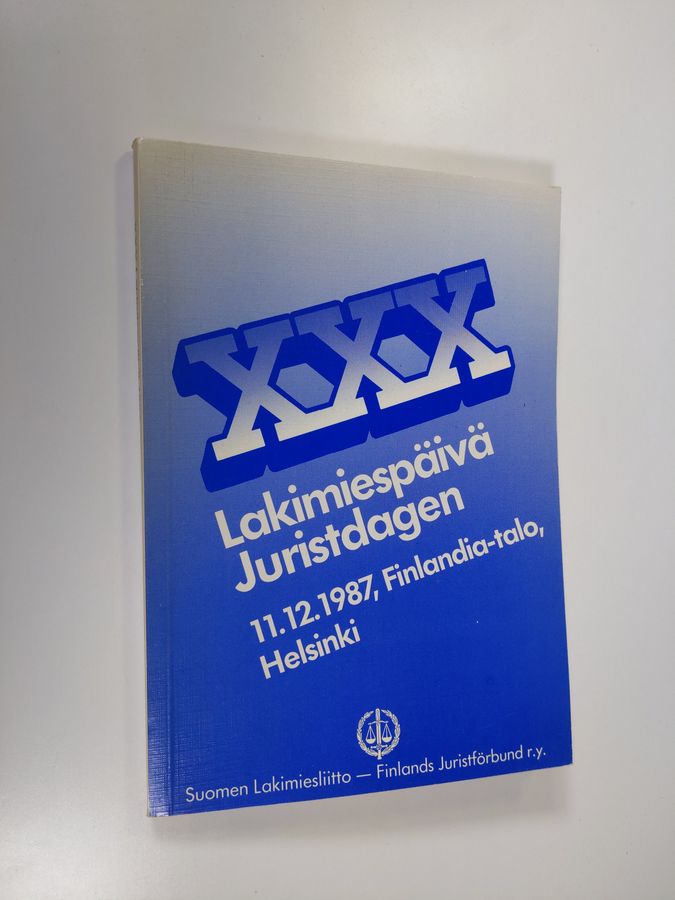 XXX
Lakimiespäivä
Juristdagen
11.12.1987, Finlandia-talo,
Helsinki
Suomen Lakimiesliitto — Finlands Juristförbund r.y.